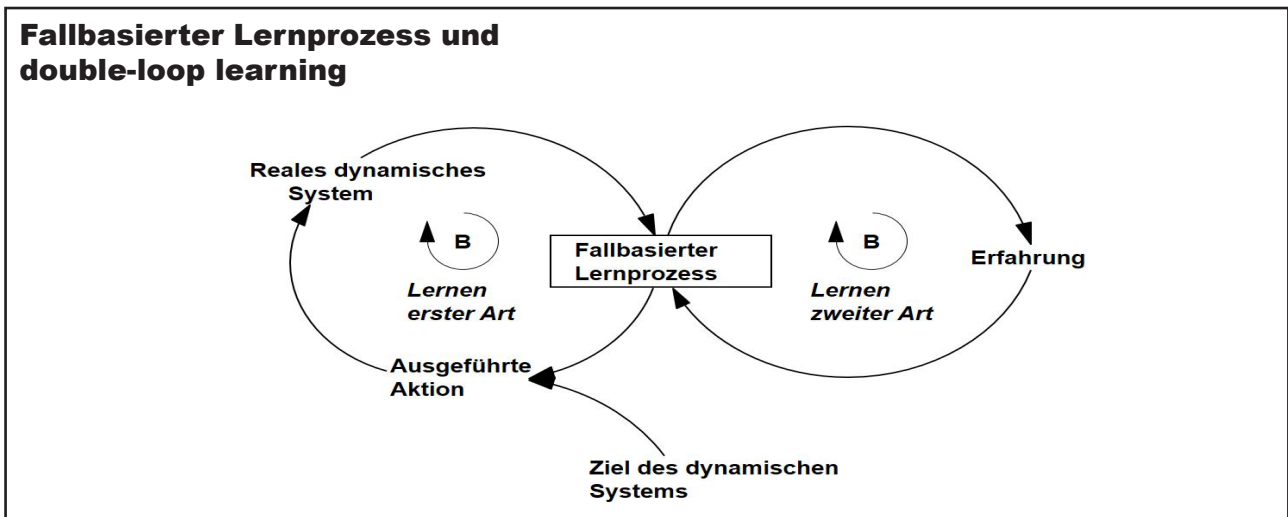 Fallbasierter Lernprozess und
double-loop learning
Reales dynamisches
System
B
Lernen
erster Art
Fallbasierter
Lernprozess
B
Lernen
zweiter Art
Erfahrung
Ausgeführte
Aktion
Ziel des dynamischen
Systems